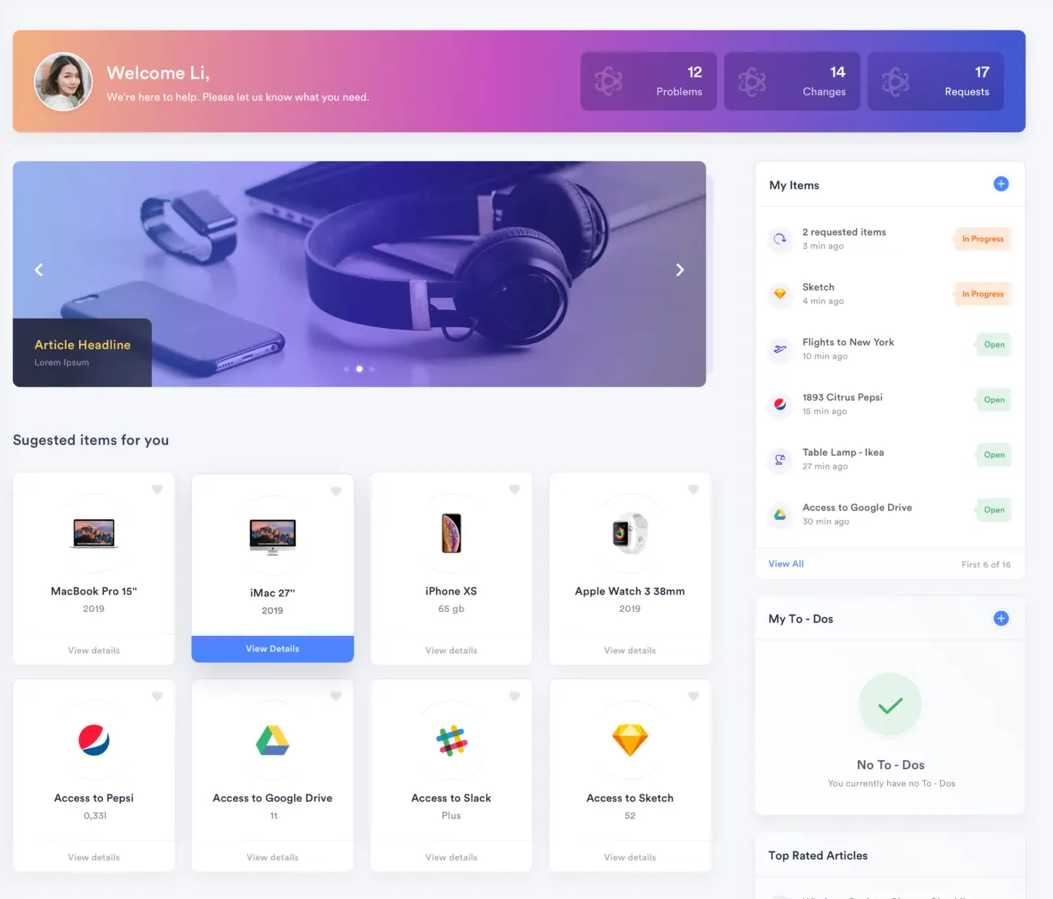 Welcome Li,
We're here to help. Please let us know what you need.
12
Problems
14
Changes
17
Requests
Article Headline
Lorem Ipsum
Sugested items for you
MacBook Pro 15"
2019
View details
iMac 27"
2019
View Details
iPhone XS
65 gb
View details
Apple Watch 3 38mm
2019
View details
Access to Pepsi
0,33l
View details
Access to Google Drive
1t
View details
Access to Slack
Plus
View details
Access to Sketch
52
View details
My Items
2 requested items
3 min ago
In Progress
Sketch
4 min ago
In Progress
Flights to New York
10 min ago
Open
1893 Citrus Pepsi
15 min ago
Open
Table Lamp - Ikea
27 min ago
Open
Access to Google Drive
30 min ago
Open
View All
First 6 of 16
My To - Dos
No To - Dos
You currently have no To - Dos
Top Rated Articles